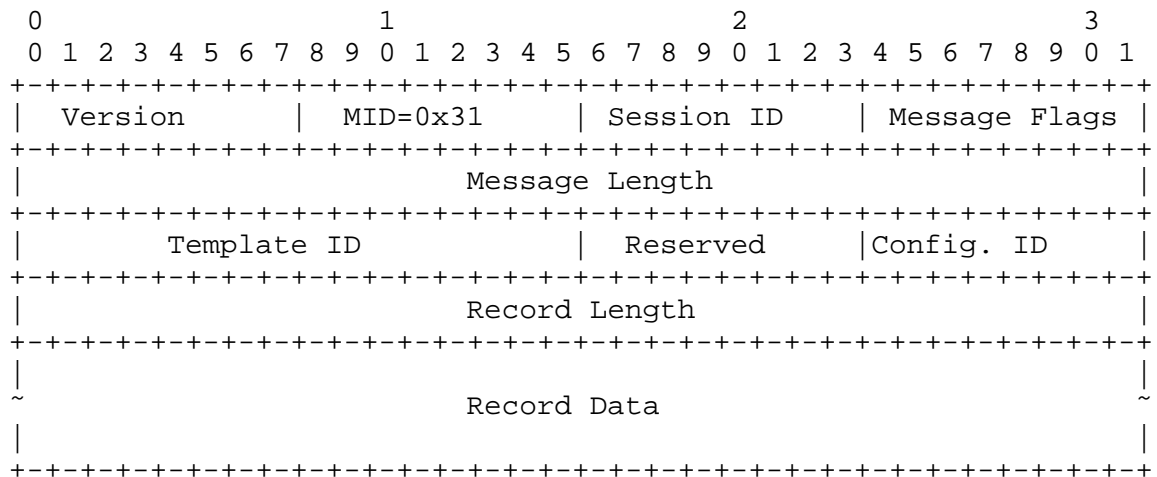 0                   1                   2                   3
 0 1 2 3 4 5 6 7 8 9 0 1 2 3 4 5 6 7 8 9 0 1 2 3 4 5 6 7 8 9 0 1
+-+-+-+-+-+-+-+-+-+-+-+-+-+-+-+-+-+-+-+-+-+-+-+-+-+-+-+-+-+-+-+-+
|  Version      |  MID=0x31     | Session ID    | Message Flags |
+-+-+-+-+-+-+-+-+-+-+-+-+-+-+-+-+-+-+-+-+-+-+-+-+-+-+-+-+-+-+-+-+
|                         Message Length                        |
+-+-+-+-+-+-+-+-+-+-+-+-+-+-+-+-+-+-+-+-+-+-+-+-+-+-+-+-+-+-+-+-+
|        Template ID            |  Reserved     |Config. ID     |
+-+-+-+-+-+-+-+-+-+-+-+-+-+-+-+-+-+-+-+-+-+-+-+-+-+-+-+-+-+-+-+-+
|                         Record Length                         |
+-+-+-+-+-+-+-+-+-+-+-+-+-+-+-+-+-+-+-+-+-+-+-+-+-+-+-+-+-+-+-+-+
|                                                               |
~                         Record Data                           ~
|                                                               |
+-+-+-+-+-+-+-+-+-+-+-+-+-+-+-+-+-+-+-+-+-+-+-+-+-+-+-+-+-+-+-+-+